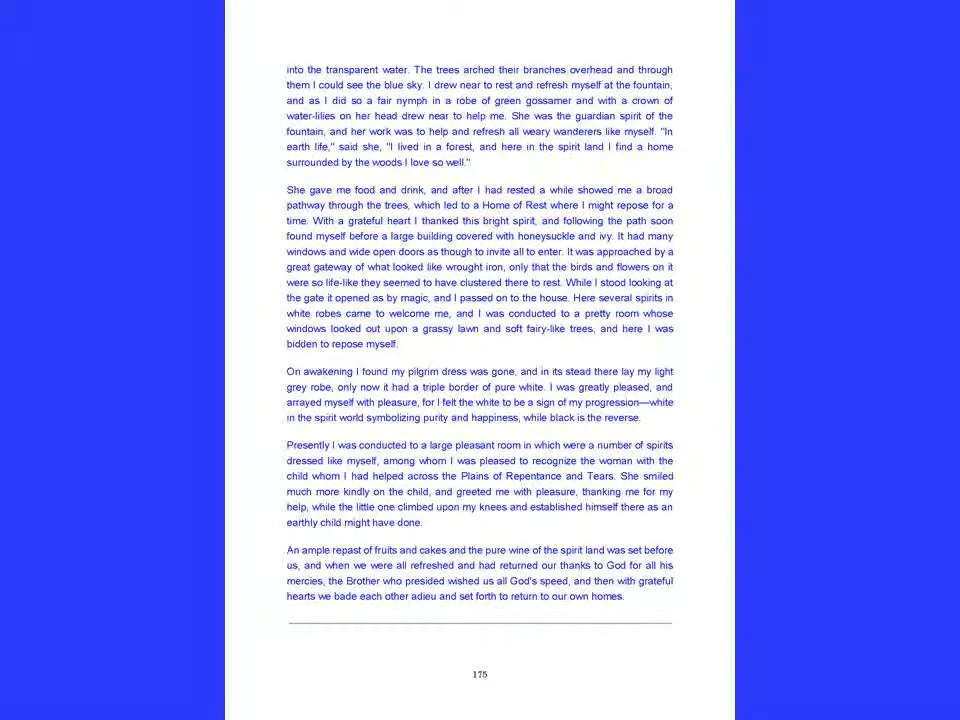 into the transparent water. The trees arched their branches overhead and through
them I could see the blue sky. I drew near to rest and refresh myself at the fountain,
and as I did so a fair nymph in a robe of green gossamer and with a crown of
water-lilies on her head drew near to help me. She was the guardian spirit of the
fountain, and her work was to help and refresh all weary wanderers like myself. "In
earth life," said she, "I lived in a forest, and here in the spirit land I find a home
surrounded by the woods I love so well."
She gave me food and drink, and after I had rested a while showed me a broad
pathway through the trees, which led to a Home of Rest where I might repose for a
time. With a grateful heart I thanked this bright spirit, and following the path soon
found myself before a large building covered with honeysuckle and ivy. It had many
windows and wide open doors as though to invite all to enter. It was approached by a
great gateway of what looked like wrought iron, only that the birds and flowers on it
were so life-like they seemed to have clustered there to rest. While I stood looking at
the gate it opened as by magic, and I passed on to the house. Here several spirits in
white robes came to welcome me, and I was conducted to a pretty room whose
windows looked out upon a grassy lawn and soft fairy-like trees, and here I was
bidden to repose myself.
On awakening I found my pilgrim dress was gone, and in its stead there lay my light
grey robe, only now it had a triple border of pure white. I was greatly pleased, and
arrayed myself with pleasure, for I felt the white to be a sign of my progression—white
in the spirit world symbolizing purity and happiness, while black is the reverse.
Presently I was conducted to a large pleasant room in which were a number of spirits
dressed like myself, among whom I was pleased to recognize the woman with the
child whom I had helped across the Plains of Repentance and Tears. She smiled
much more kindly on the child, and greeted me with pleasure, thanking me for my
help, while the little one climbed upon my knees and established himself there as an
earthly child might have done.
An ample repast of fruits and cakes and the pure wine of the spirit land was set before
us, and when we were all refreshed and had returned our thanks to God for all his
mercies, the Brother who presided wished us all God's speed, and then with grateful
hearts we bade each other adieu and set forth to return to our own homes.
175